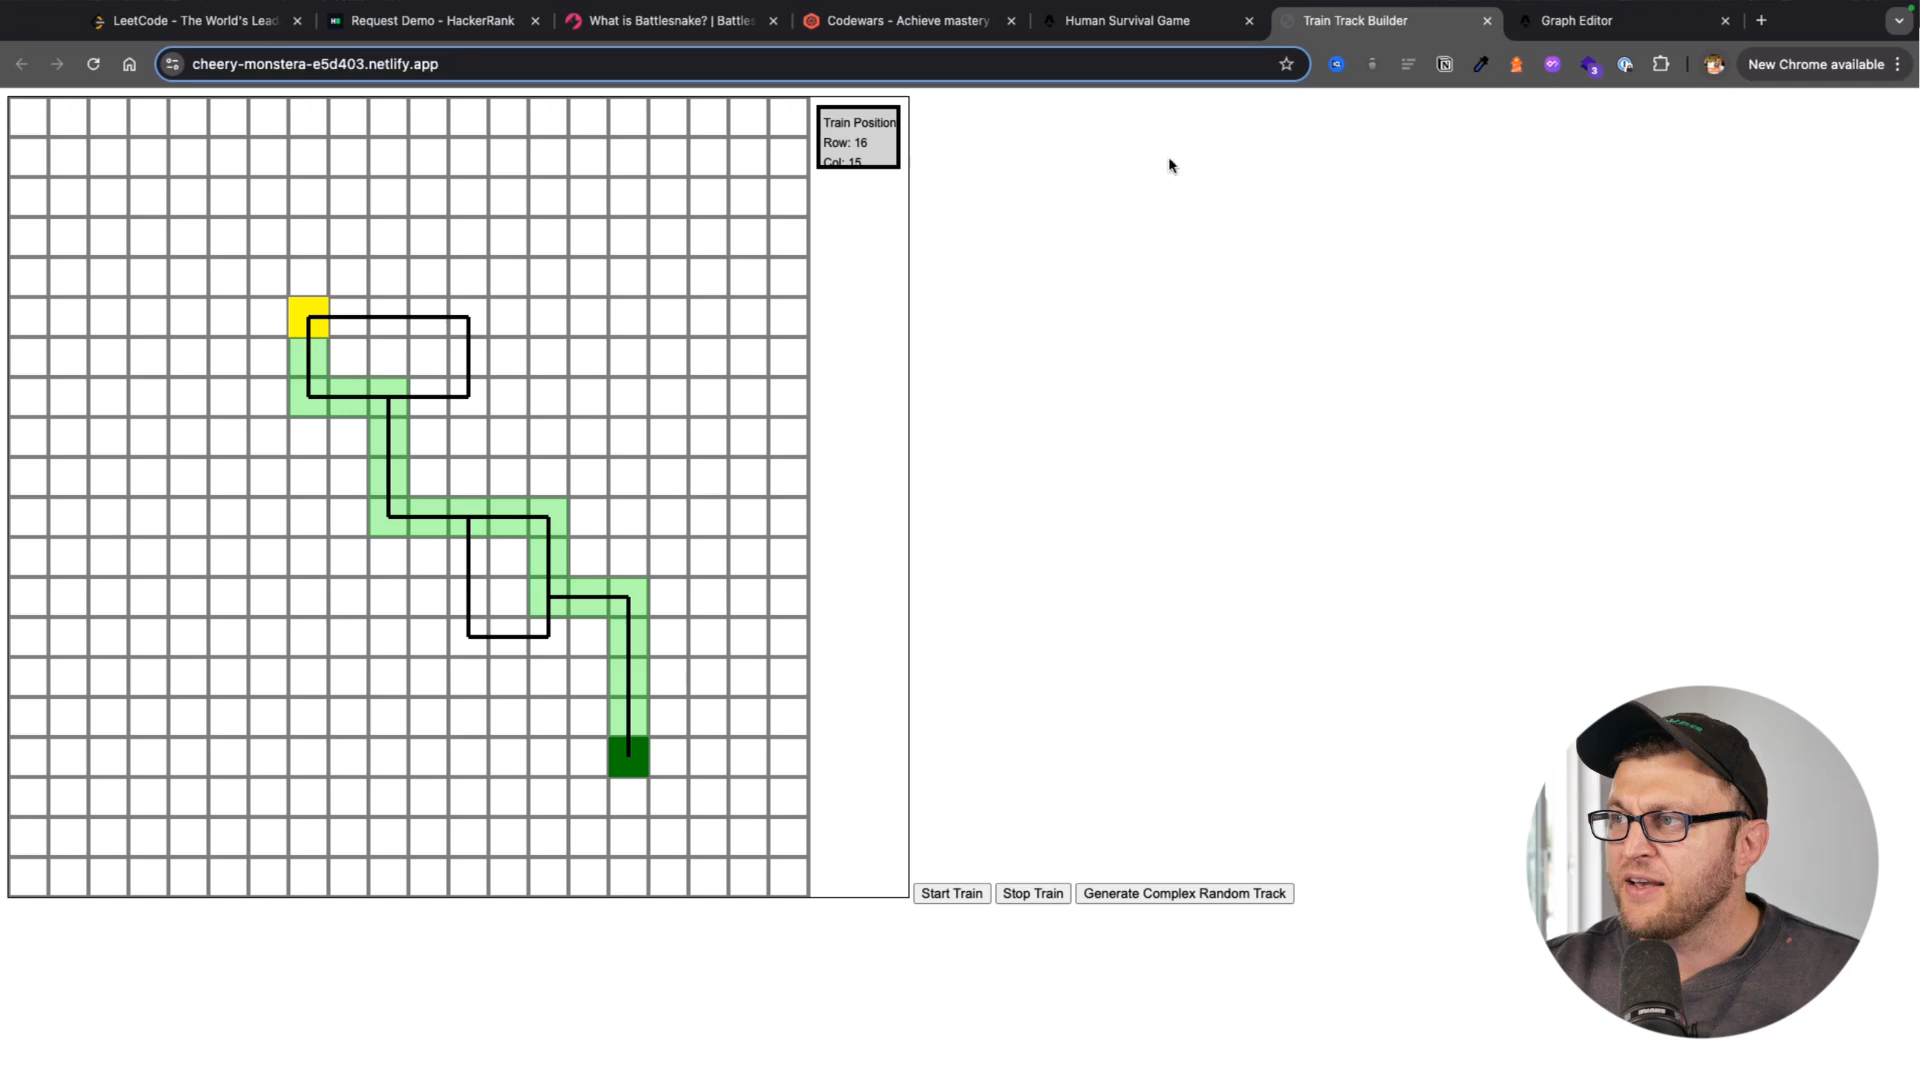 LeetCode - The World's Lead
Request Demo - HackerRank
What is Battlesnake? | Battles
Codewars - Achieve mastery
Human Survival Game
Train Track Builder
Graph Editor
cheery-monstera-e5d403.netlify.app
3
New Chrome available
Train Position
Row: 16
Col: 15
Start Train
Stop Train
Generate Complex Random Track